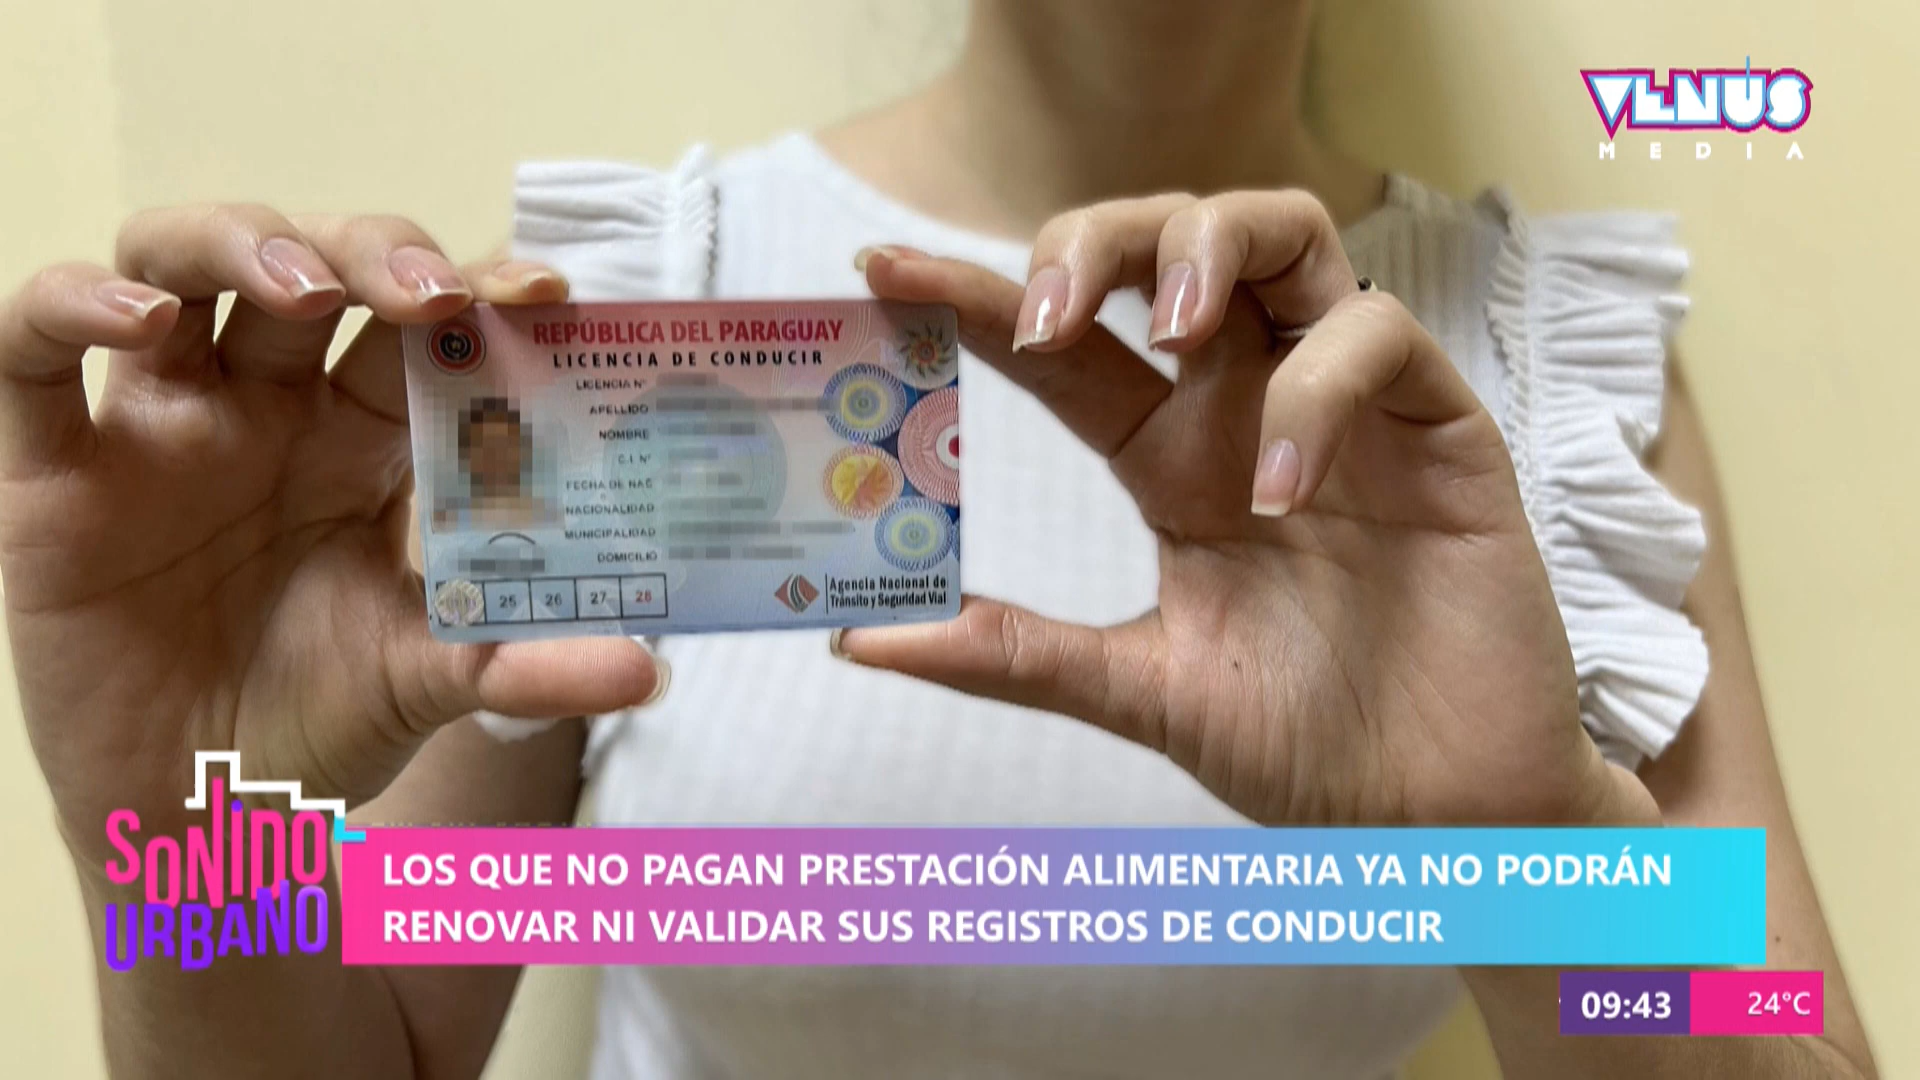 VENUS
MEDIA
REPÚBLICA DEL PARAGUAY
LICENCIA DE CONDUCIR
LICENCIA N°
APELLIDO
NOMBRE
C.I. N°
FECHA DE NAC
NACIONALIDAD
MUNICIPALIDAD
DOMICILIO
25 26 27 28
Agencia Nacional de
Tránsito y Seguridad Vial
SONIDO
URBANO
LOS QUE NO PAGAN PRESTACIÓN ALIMENTARIA YA NO PODRÁN
RENOVAR NI VALIDAR SUS REGISTROS DE CONDUCIR
09:43 24°C